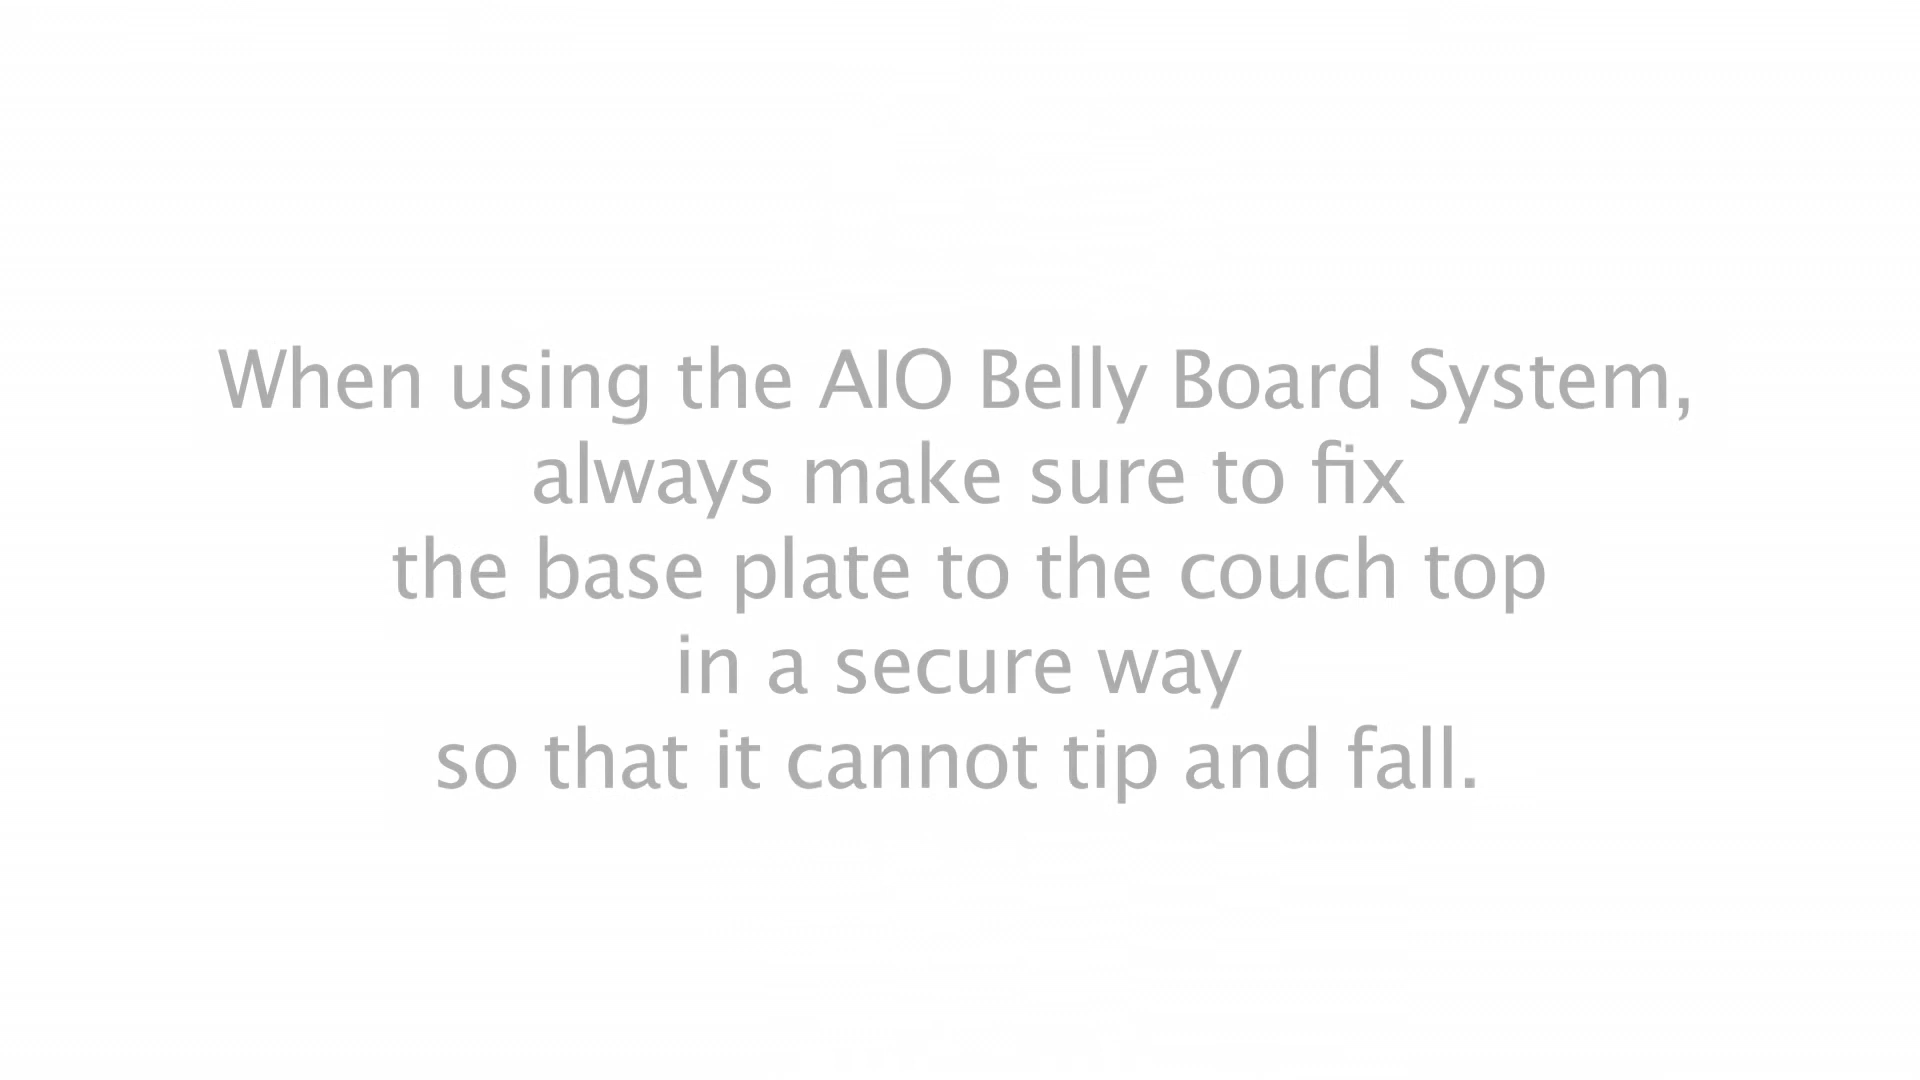 When using the AIO Belly Board System,
always make sure to fix
the base plate to the couch top
in a secure way
so that it cannot tip and fall.